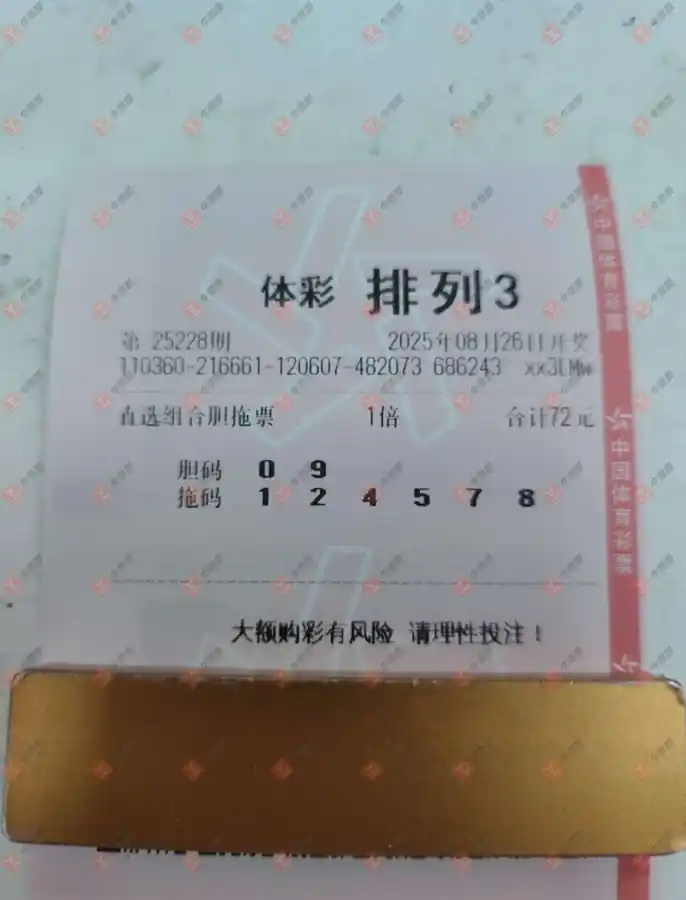 体彩 排列3
第 25228期 2025年08月26日开奖
110360-216661-120607-482073 686243
直选组合胆拖票 1倍 合计72元
胆码 0 9
拖码 1 2 4 5 7 8
大额购彩有风险 请理性投注!
中国体育彩票
中国体育彩票